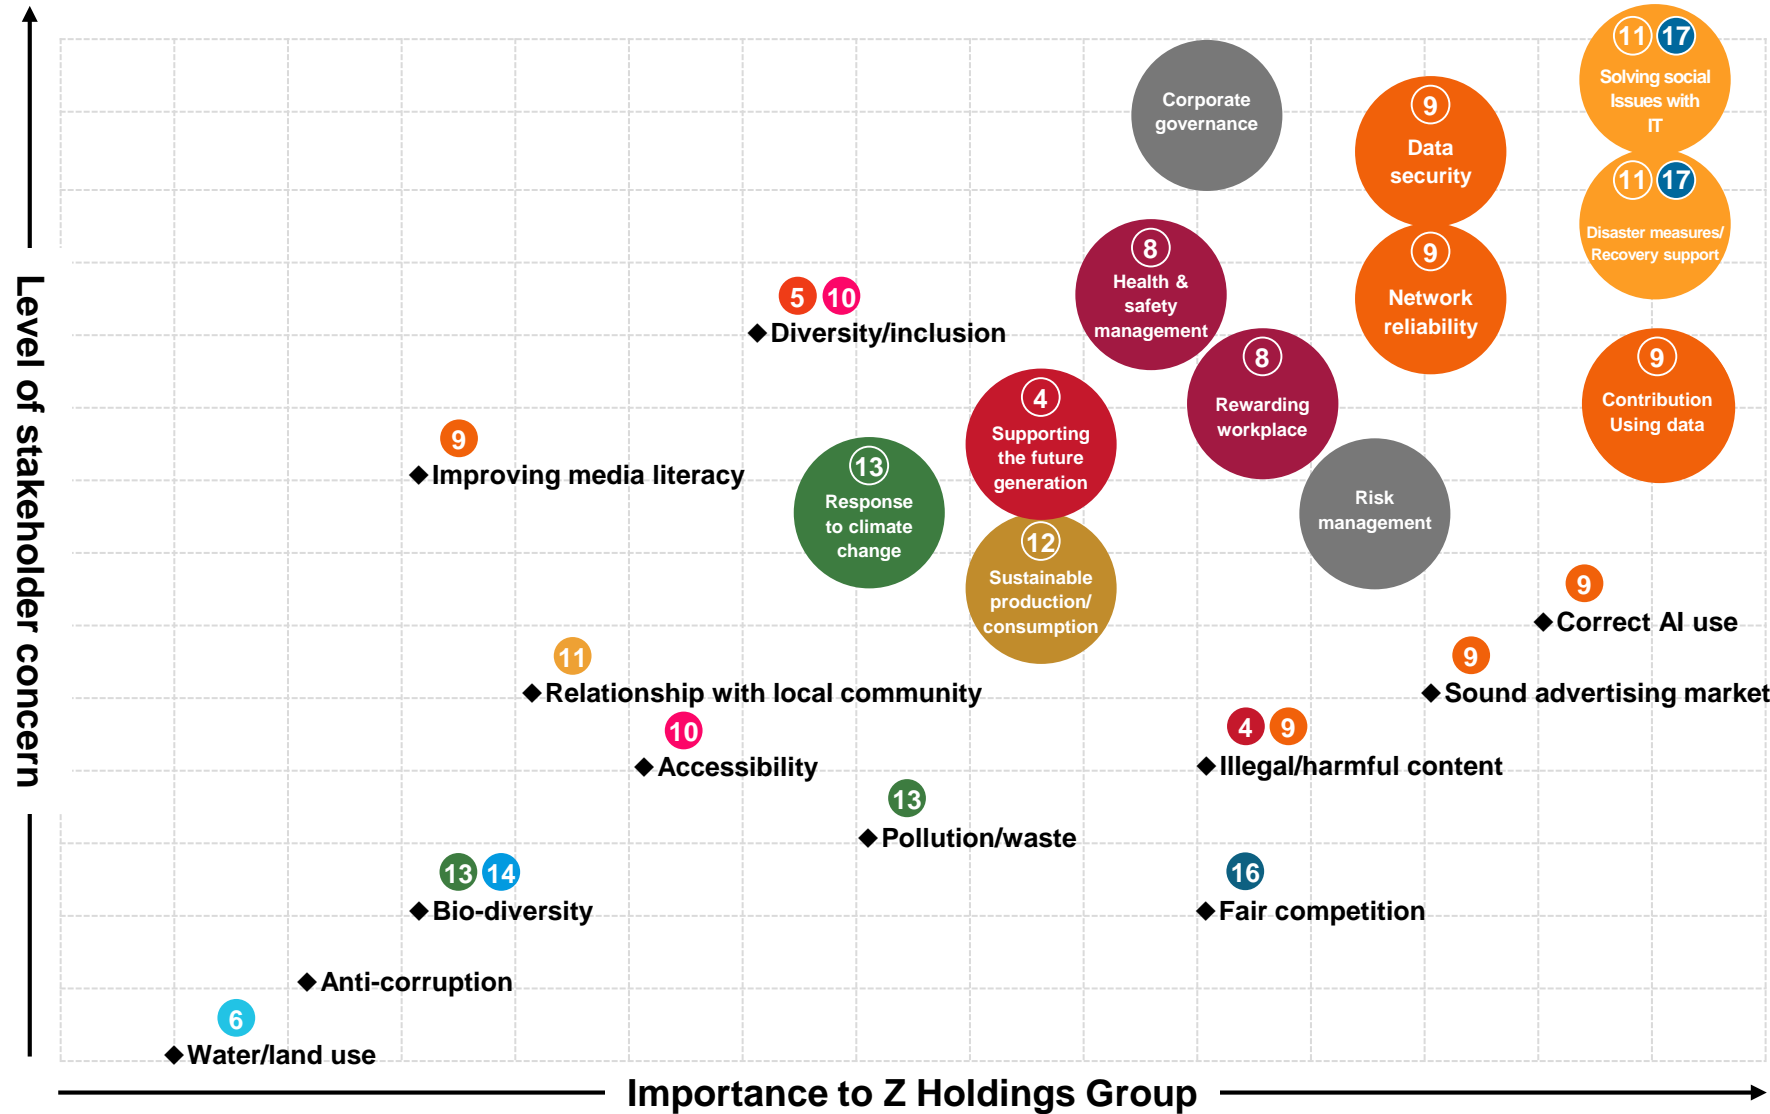 11 17
Solving social
Issues with
IT
Corporate
governance
9
Data
security
11 17
Disaster measures/
Recovery support
8
Health &
safety
management
9
Network
reliability
5 10
Diversity/inclusion
8
Rewarding
workplace
9
Contribution
Using data
4
Supporting
the future
generation
9
Improving media literacy
13
Response
to climate
change
Risk
management
12
Sustainable
production/
consumption
9
Correct AI use
11
Relationship with local community
9
Sound advertising market
10
Accessibility
4 9
Illegal/harmful content
13
Pollution/waste
13 14
Bio-diversity
16
Fair competition
Anti-corruption
6
Water/land use
Level of stakeholder concern
Importance to Z Holdings Group